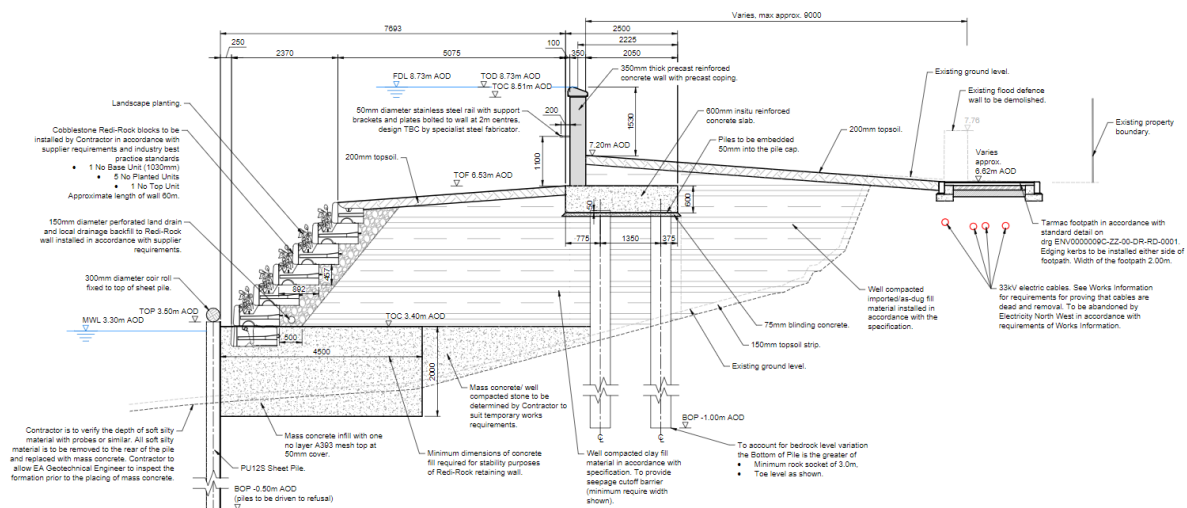 Varies, max approx. 9000
7693
2500
100
2225
250
2370
5075
350
2050
FDL 8.73m AOD
TOD 8.73m AOD
TOC 8.51m AOD
350mm thick precast reinforced
concrete wall with precast coping.
Existing ground level.
Existing flood defence
wall to be demolished.
7.76
Existing property
boundary.
Landscape planting.
50mm diameter stainless steel rail with support
brackets and plates bolted to wall at 2m centres,
design TBC by specialist steel fabricator.
200
1530
600mm insitu reinforced
concrete slab.
Piles to be embedded
50mm into the pile cap.
200mm topsoil.
Cobblestone Redi-Rock blocks to be
installed by Contractor in accordance with
supplier requirements and industry best
practice standards
• 1 No Base Unit (1030mm)
• 5 No Planted Units
• 1 No Top Unit
Approximate length of wall 60m.
200mm topsoil.
1100
7.20m AOD
Varies
approx.
6.62m AOD
TOF 6.53m AOD
50
600
150mm diameter perforated land drain
and local drainage backfill to Redi-Rock
wall installed in accordance with supplier
requirements.
775
1350
375
Tarmac footpath in accordance with
standard detail on
drg ENV0000009C-ZZ-00-DR-RD-0001.
Edging kerbs to be installed either side of
footpath. Width of the footpath 2.00m.
300mm diameter coir roll
fixed to top of sheet pile.
457
892
33kV electric cables. See Works Information
for requirements for proving that cables are
dead and removal. To be abandoned by
Electricity North West in accordance with
requirements of Works Information.
Well compacted
imported/as-dug fill
material installed in
accordance with the
specification.
TOP 3.50m AOD
MWL 3.30m AOD
TOC 3.40m AOD
75mm blinding concrete.
150mm topsoil strip.
Existing ground level.
500
4500
2000
Mass concrete/ well
compacted stone to be
determined by Contractor to
suit temporary works
requirements.
BOP -1.00m AOD
Contractor is to verify the depth of soft silty
material with probes or similar. All soft silty
material is to be removed to the rear of the pile
and replaced with mass concrete. Contractor to
allow EA Geotechnical Engineer to inspect the
formation prior to the placing of mass concrete.
Mass concrete infill with one
no layer A393 mesh top at
50mm cover.
PU12S Sheet Pile.
Minimum dimensions of concrete
fill required for stability purposes
of Redi-Rock retaining wall.
Well compacted clay fill
material in accordance with
specification. To provide
seepage cutoff barrier
(minimum require width
shown).
To account for bedrock level variation
the Bottom of Pile is the greater of
• Minimum rock socket of 3.0m,
• Toe level as shown.
BOP -0.50m AOD
(piles to be driven to refusal)